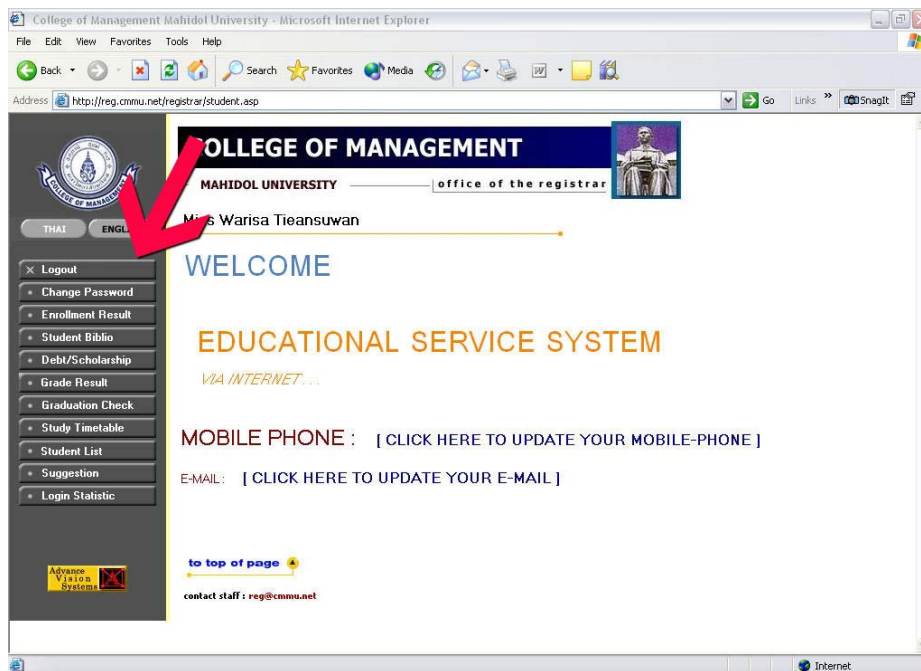 College of Management Mahidol University - Microsoft Internet Explorer
File Edit View Favorites Tools Help
Back Search Favorites Media
Address http://reg.cmmu.net/registrar/student.asp Go Links » SnagIt
COLLEGE OF MANAGEMENT
MAHIDOL UNIVERSITY office of the registrar
COLLEGE OF MANAGEMENT
THAI ENGL
Miss Warisa Tieansuwan
× Logout
Change Password
Enrollment Result
Student Biblio
Debt/Scholarship
Grade Result
Graduation Check
Study Timetable
Student List
Suggestion
Login Statistic
WELCOME
EDUCATIONAL SERVICE SYSTEM
VIA INTERNET...
MOBILE PHONE : [ CLICK HERE TO UPDATE YOUR MOBILE-PHONE ]
E-MAIL : [ CLICK HERE TO UPDATE YOUR E-MAIL ]
Advance
Vision
Systems
to top of page
contact staff : reg@cmmu.net
Internet